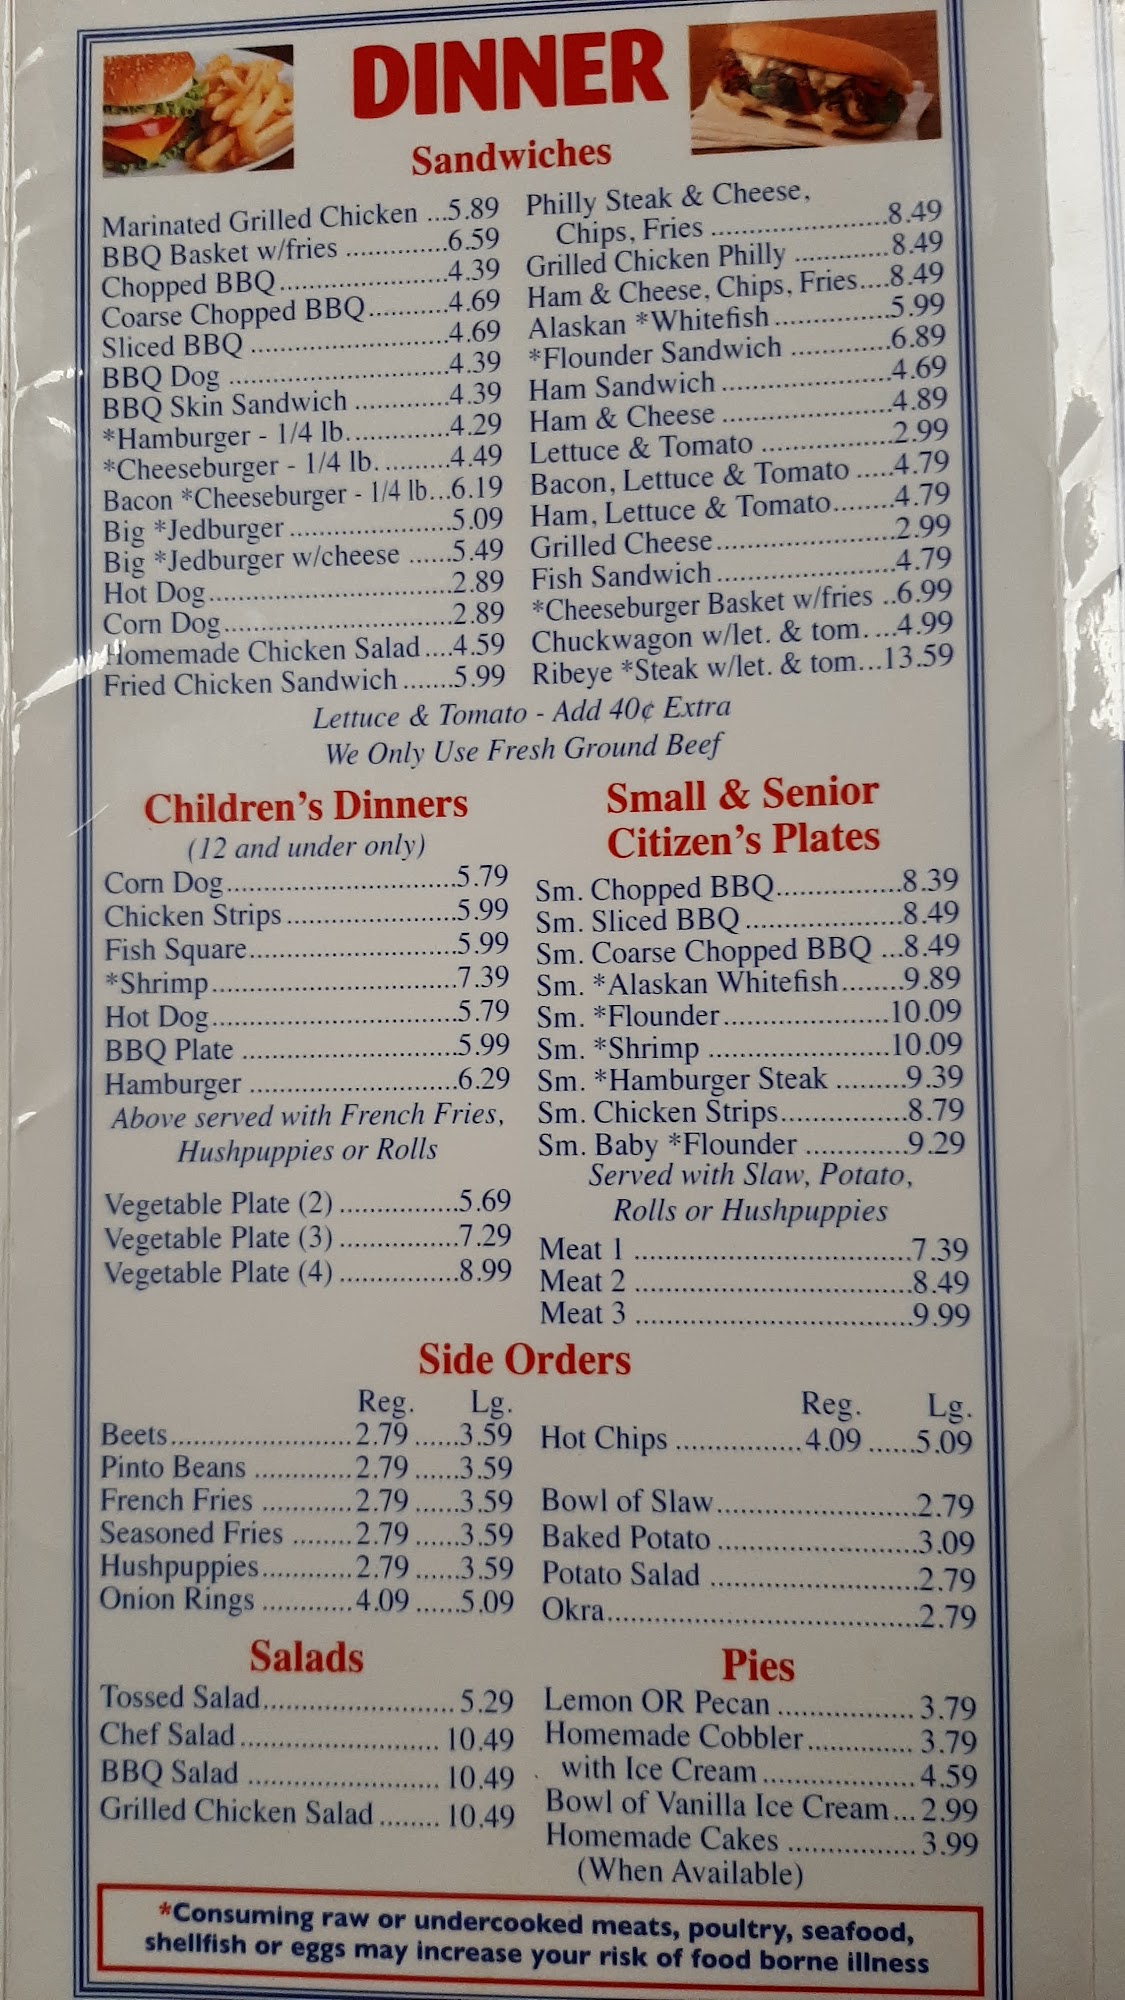 DINNER
Sandwiches
Marinated Grilled Chicken ...5.89
BBQ Basket w/fries ..............6.59
Chopped BBQ.......................4.39
Coarse Chopped BBQ...........4.69
Sliced BBQ ...........................4.69
BBQ Dog ..............................4.39
BBQ Skin Sandwich .............4.39
*Hamburger - 1/4 lb..............4.29
*Cheeseburger - 1/4 lb. .........4.49
Bacon *Cheeseburger - 1/4 lb...6.19
Big *Jedburger ......................5.09
Big *Jedburger w/cheese ......5.49
Hot Dog.................................2.89
Corn Dog...............................2.89
Homemade Chicken Salad ....4.59
Fried Chicken Sandwich .......5.99
Philly Steak & Cheese,
Chips, Fries ........................8.49
Grilled Chicken Philly ............8.49
Ham & Cheese, Chips, Fries....8.49
Alaskan *Whitefish ...............5.99
*Flounder Sandwich .............6.89
Ham Sandwich ......................4.69
Ham & Cheese ......................4.89
Lettuce & Tomato .................2.99
Bacon, Lettuce & Tomato .....4.79
Ham, Lettuce & Tomato........4.79
Grilled Cheese.......................2.99
Fish Sandwich .......................4.79
*Cheeseburger Basket w/fries ..6.99
Chuckwagon w/let. & tom. ...4.99
Ribeye *Steak w/let. & tom...13.59
Lettuce & Tomato - Add 40¢ Extra
We Only Use Fresh Ground Beef
Children's Dinners
(12 and under only)
Corn Dog...............................5.79
Chicken Strips .......................5.99
Fish Square............................5.99
*Shrimp.................................7.39
Hot Dog.................................5.79
BBQ Plate .............................5.99
Hamburger ............................6.29
Above served with French Fries,
Hushpuppies or Rolls
Vegetable Plate (2) ................5.69
Vegetable Plate (3) ................7.29
Vegetable Plate (4) ................8.99
Small & Senior
Citizen's Plates
Sm. Chopped BBQ.................8.39
Sm. Sliced BBQ .....................8.49
Sm. Coarse Chopped BBQ ...8.49
Sm. *Alaskan Whitefish........9.89
Sm. *Flounder......................10.09
Sm. *Shrimp ........................10.09
Sm. *Hamburger Steak .........9.39
Sm. Chicken Strips.................8.79
Sm. Baby *Flounder .............9.29
Served with Slaw, Potato,
Rolls or Hushpuppies
Meat 1 ....................................7.39
Meat 2 ....................................8.49
Meat 3 ....................................9.99
Side Orders
Reg. Lg.
Beets.........................2.79 ......3.59
Pinto Beans .............2.79 ......3.59
French Fries ............2.79 ......3.59
Seasoned Fries ........2.79 ......3.59
Hushpuppies............2.79 ......3.59
Onion Rings ............4.09 ......5.09
Reg. Lg.
Hot Chips ................4.09 ......5.09
Bowl of Slaw..........................2.79
Baked Potato ..........................3.09
Potato Salad ...........................2.79
Okra........................................2.79
Salads
Tossed Salad......................... 5.29
Chef Salad .......................... 10.49
BBQ Salad ......................... 10.49
Grilled Chicken Salad ........ 10.49
Pies
Lemon OR Pecan .................. 3.79
Homemade Cobbler.............. 3.79
with Ice Cream .................... 4.59
Bowl of Vanilla Ice Cream... 2.99
Homemade Cakes ................. 3.99
(When Available)
*Consuming raw or undercooked meats, poultry, seafood,
shellfish or eggs may increase your risk of food borne illness